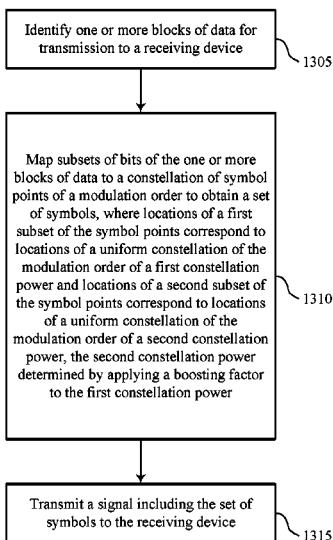 Identify one or more blocks of data for
transmission to a receiving device
1305
Map subsets of bits of the one or more
blocks of data to a constellation of symbol
points of a modulation order to obtain a set
of symbols, where locations of a first
subset of the symbol points correspond to
locations of a uniform constellation of the
modulation order of a first constellation
power and locations of a second subset of
the symbol points correspond to locations
of a uniform constellation of the
modulation order of a second constellation
power, the second constellation power
determined by applying a boosting factor
to the first constellation power
1310
Transmit a signal including the set of
symbols to the receiving device
1315